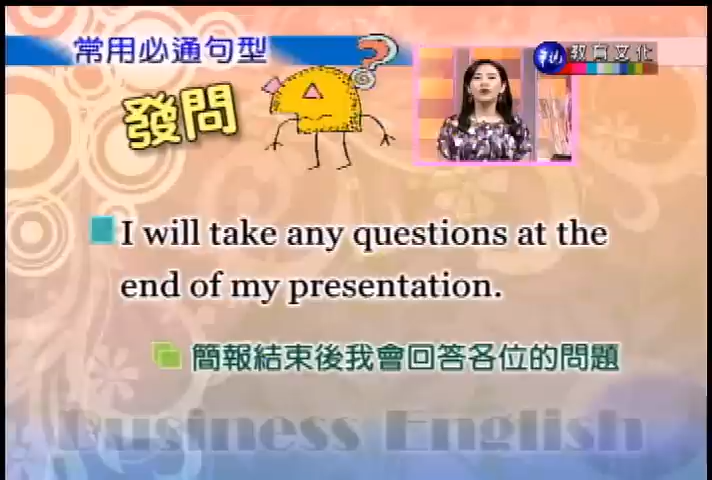 常用必通句型
華視 教育文化
發問
I will take any questions at the
end of my presentation.
簡報結束後我會回答各位的問題
Business English